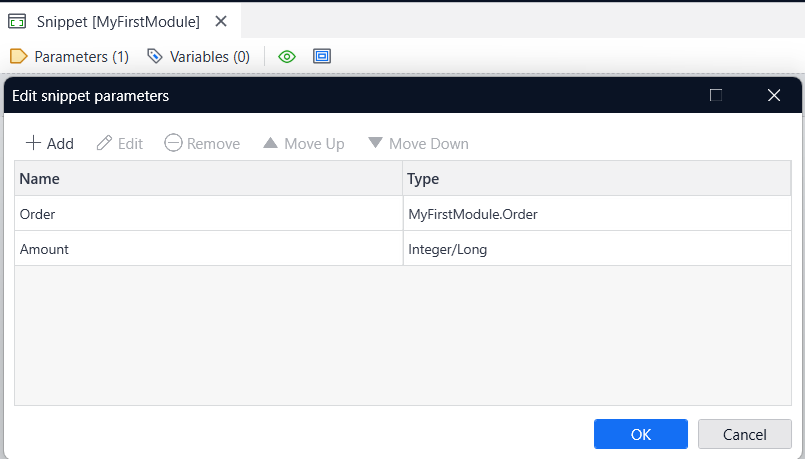 Snippet [MyFirstModule]
Parameters (1) Variables (0)
Edit snippet parameters
Add Edit Remove Move Up Move Down
Name Type
Order MyFirstModule.Order
Amount Integer/Long
OK Cancel